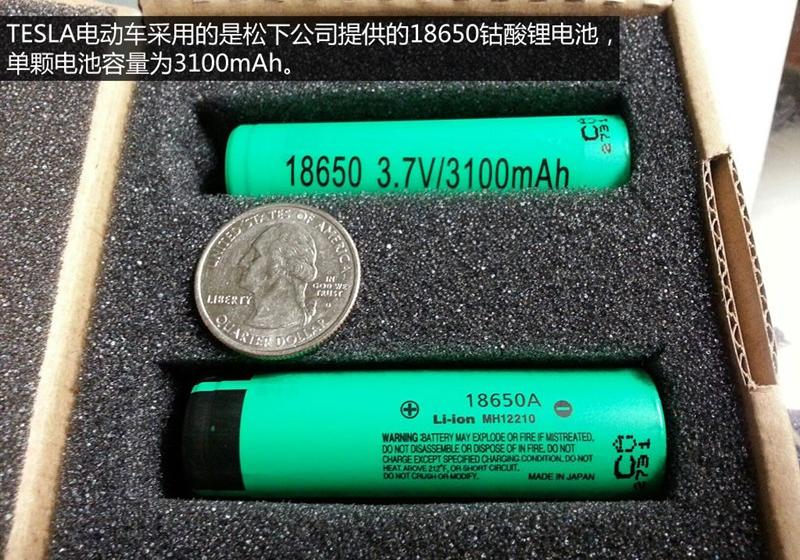 TESLA电动车采用的是松下公司提供的18650钴酸锂电池，
单颗电池容量为3100mAh。
18650 3.7V/3100mAh
2731
UNITED STATES OF AMERICA
LIBERTY
IN
GOD WE
TRUST
QUARTER DOLLAR
18650A
Li-ion MH12210
WARNING:BATTERY MAY EXPLODE OR FIRE IF MISTREATED.
DO NOT DISASSEMBLE OR DISPOSE OF IN FIRE. DO NOT
CHARGE EXCEPT SPECIFIED CHARGING CONDITION. DO NOT
HEAT ABOVE 212°F, OR SHORT CIRCUIT.
DO NOT CRUSH OR MODIFY. MADE IN JAPAN
2731